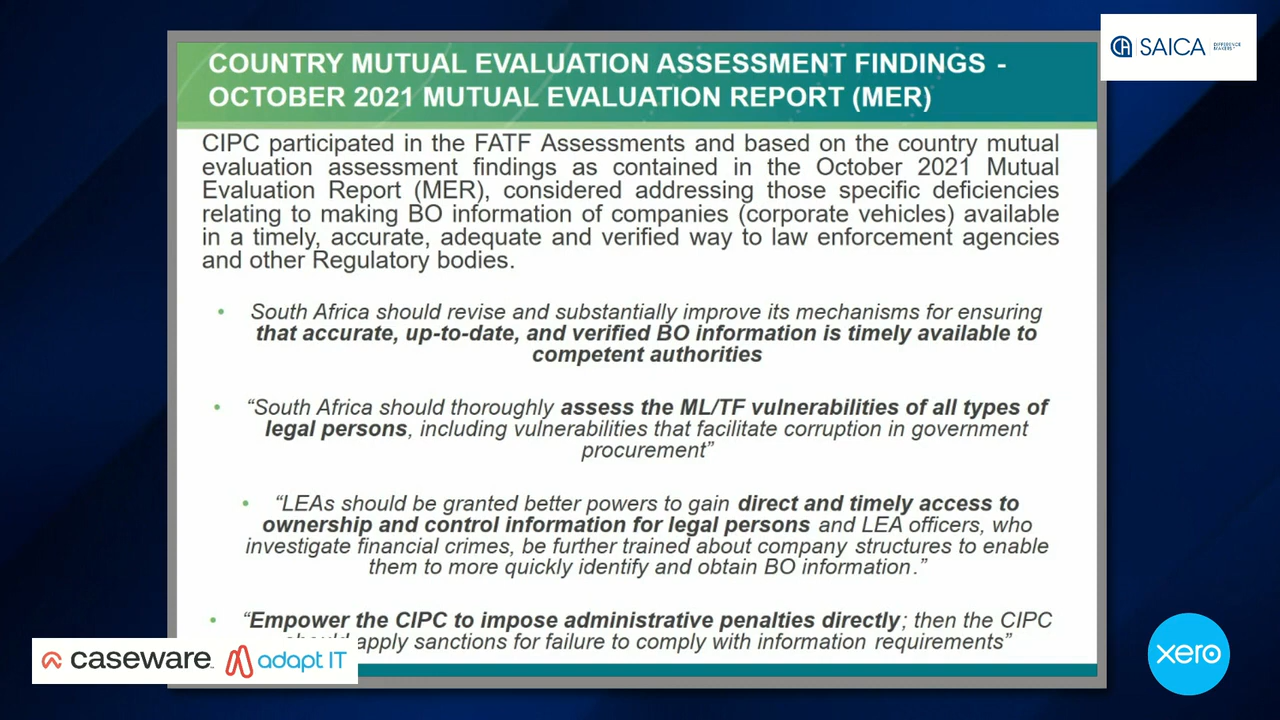 SAICA DIFFERENCE MAKERS
COUNTRY MUTUAL EVALUATION ASSESSMENT FINDINGS -
OCTOBER 2021 MUTUAL EVALUATION REPORT (MER)
CIPC participated in the FATF Assessments and based on the country mutual
evaluation assessment findings as contained in the October 2021 Mutual
Evaluation Report (MER), considered addressing those specific deficiencies
relating to making BO information of companies (corporate vehicles) available
in a timely, accurate, adequate and verified way to law enforcement agencies
and other Regulatory bodies.
• South Africa should revise and substantially improve its mechanisms for ensuring
that accurate, up-to-date, and verified BO information is timely available to
competent authorities
• “South Africa should thoroughly assess the ML/TF vulnerabilities of all types of
legal persons, including vulnerabilities that facilitate corruption in government
procurement”
• “LEAs should be granted better powers to gain direct and timely access to
ownership and control information for legal persons and LEA officers, who
investigate financial crimes, be further trained about company structures to enable
them to more quickly identify and obtain BO information.”
• “Empower the CIPC to impose administrative penalties directly; then the CIPC
should apply sanctions for failure to comply with information requirements”
caseware adapt IT
xero